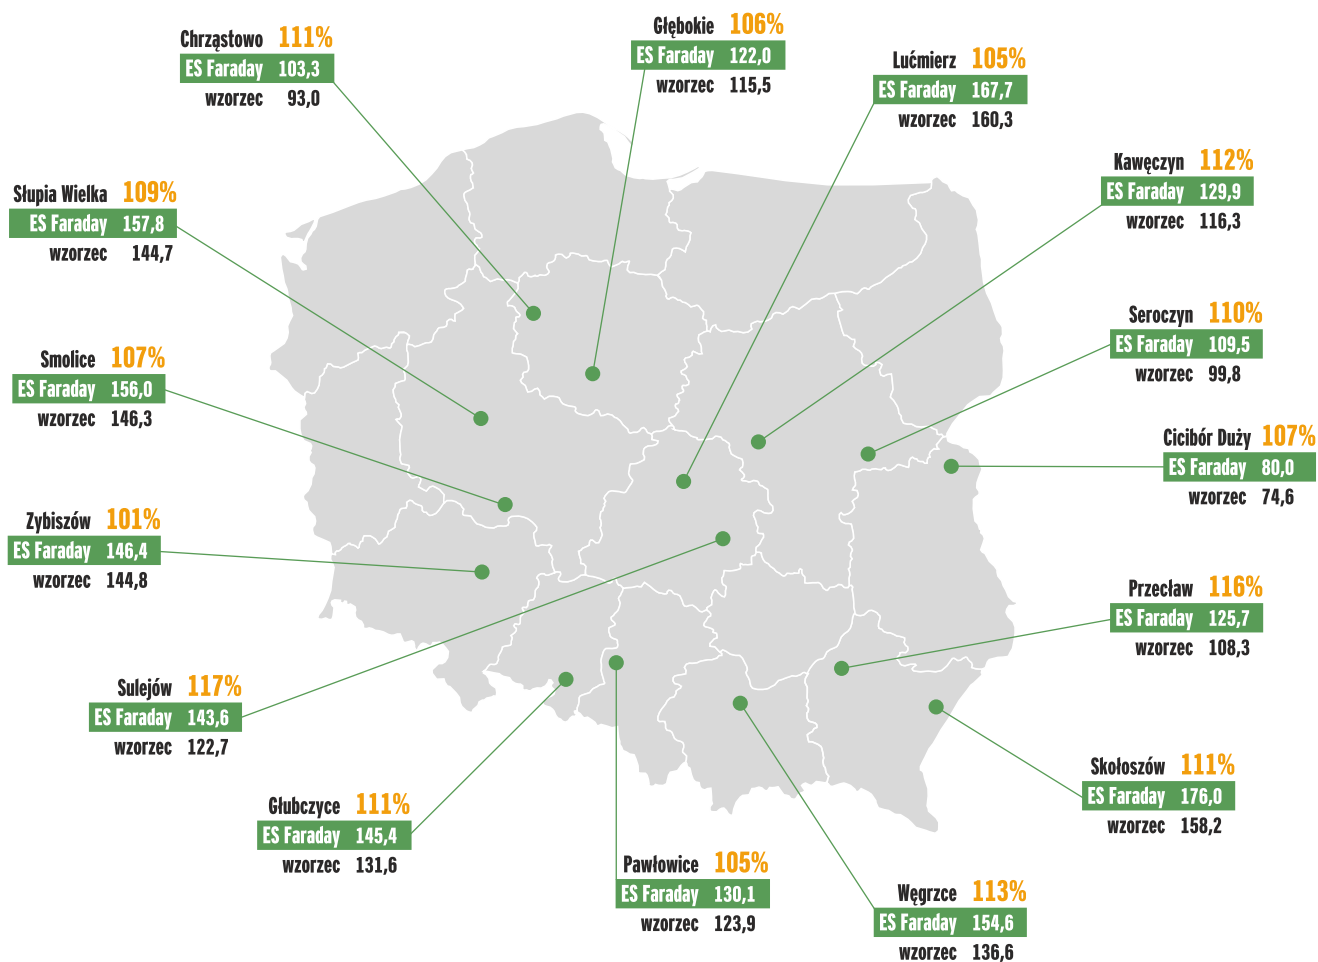 Chrząstowo 111%
ES Faraday 103,3
wzorzec 93,0
Głębokie 106%
ES Faraday 122,0
wzorzec 115,5
Lućmierz 105%
ES Faraday 167,7
wzorzec 160,3
Kawęczyn 112%
ES Faraday 129,9
wzorzec 116,3
Słupia Wielka 109%
ES Faraday 157,8
wzorzec 144,7
Seroczyn 110%
ES Faraday 109,5
wzorzec 99,8
Smolice 107%
ES Faraday 156,0
wzorzec 146,3
Cicibór Duży 107%
ES Faraday 80,0
wzorzec 74,6
Zybiszów 101%
ES Faraday 146,4
wzorzec 144,8
Przecław 116%
ES Faraday 125,7
wzorzec 108,3
Sulejów 117%
ES Faraday 143,6
wzorzec 122,7
Skołoszów 111%
ES Faraday 176,0
wzorzec 158,2
Głubczyce 111%
ES Faraday 145,4
wzorzec 131,6
Pawłowice 105%
ES Faraday 130,1
wzorzec 123,9
Węgrzce 113%
ES Faraday 154,6
wzorzec 136,6